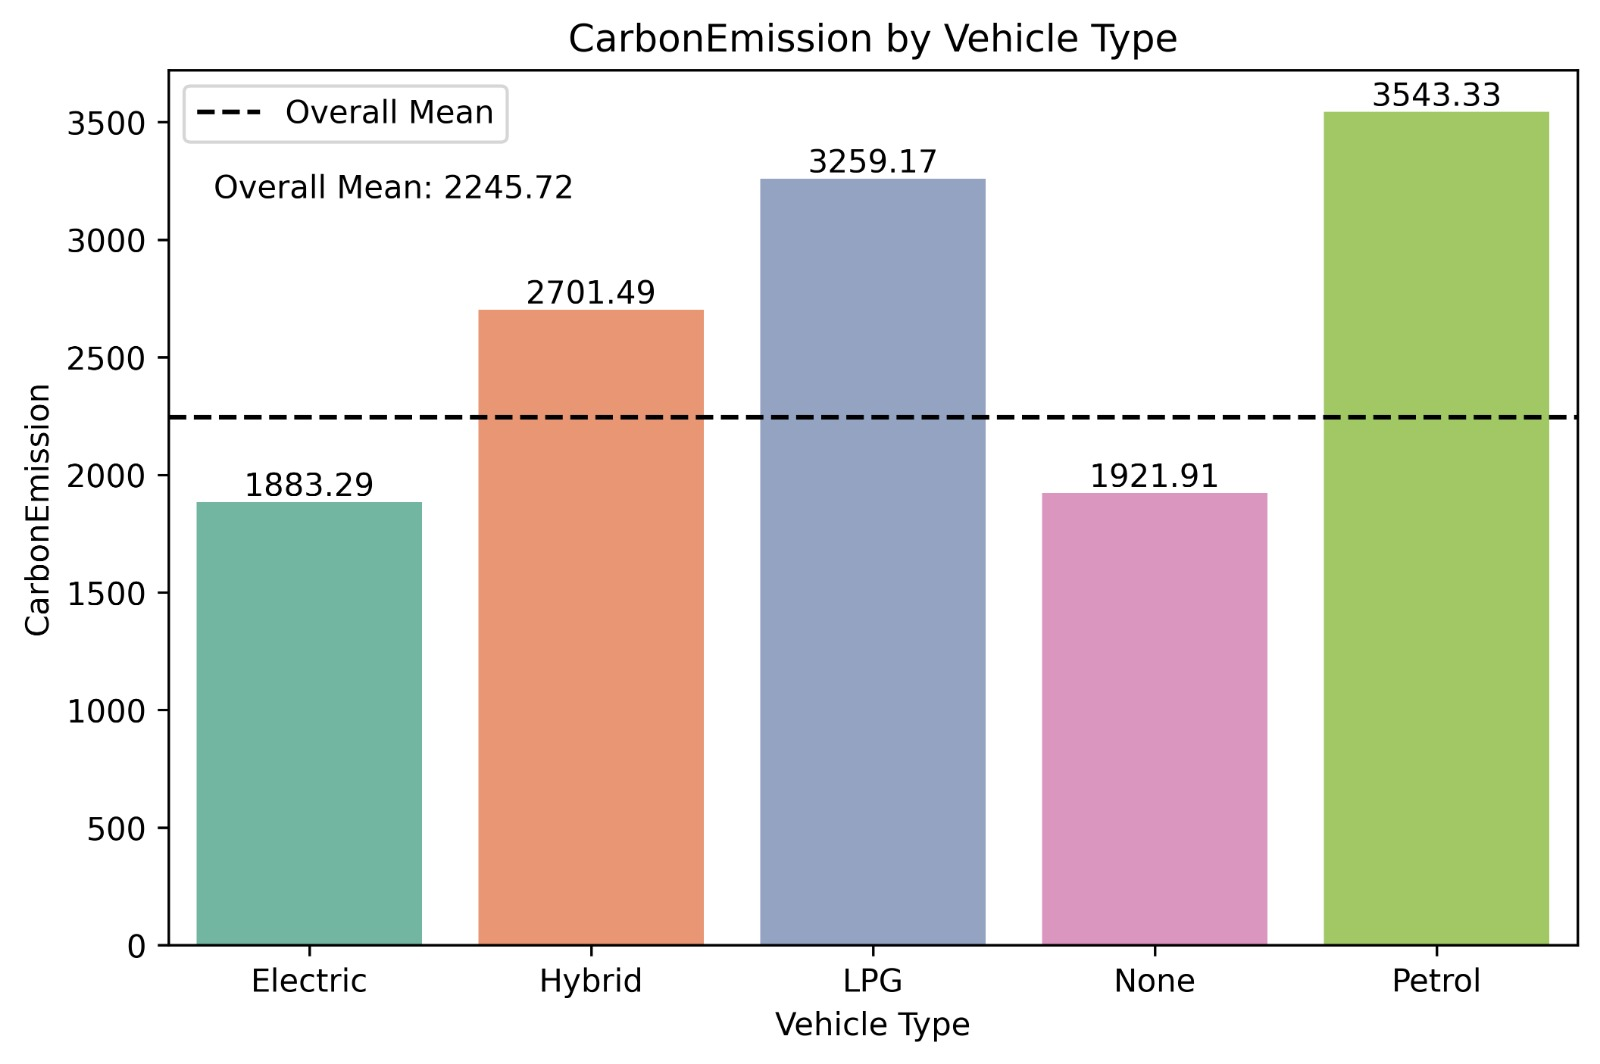 CarbonEmission by Vehicle Type
Overall Mean
Overall Mean: 2245.72
3543.33
3259.17
2701.49
1883.29
1921.91
CarbonEmission
3500
3000
2500
2000
1500
1000
500
0
Electric Hybrid LPG None Petrol
Vehicle Type